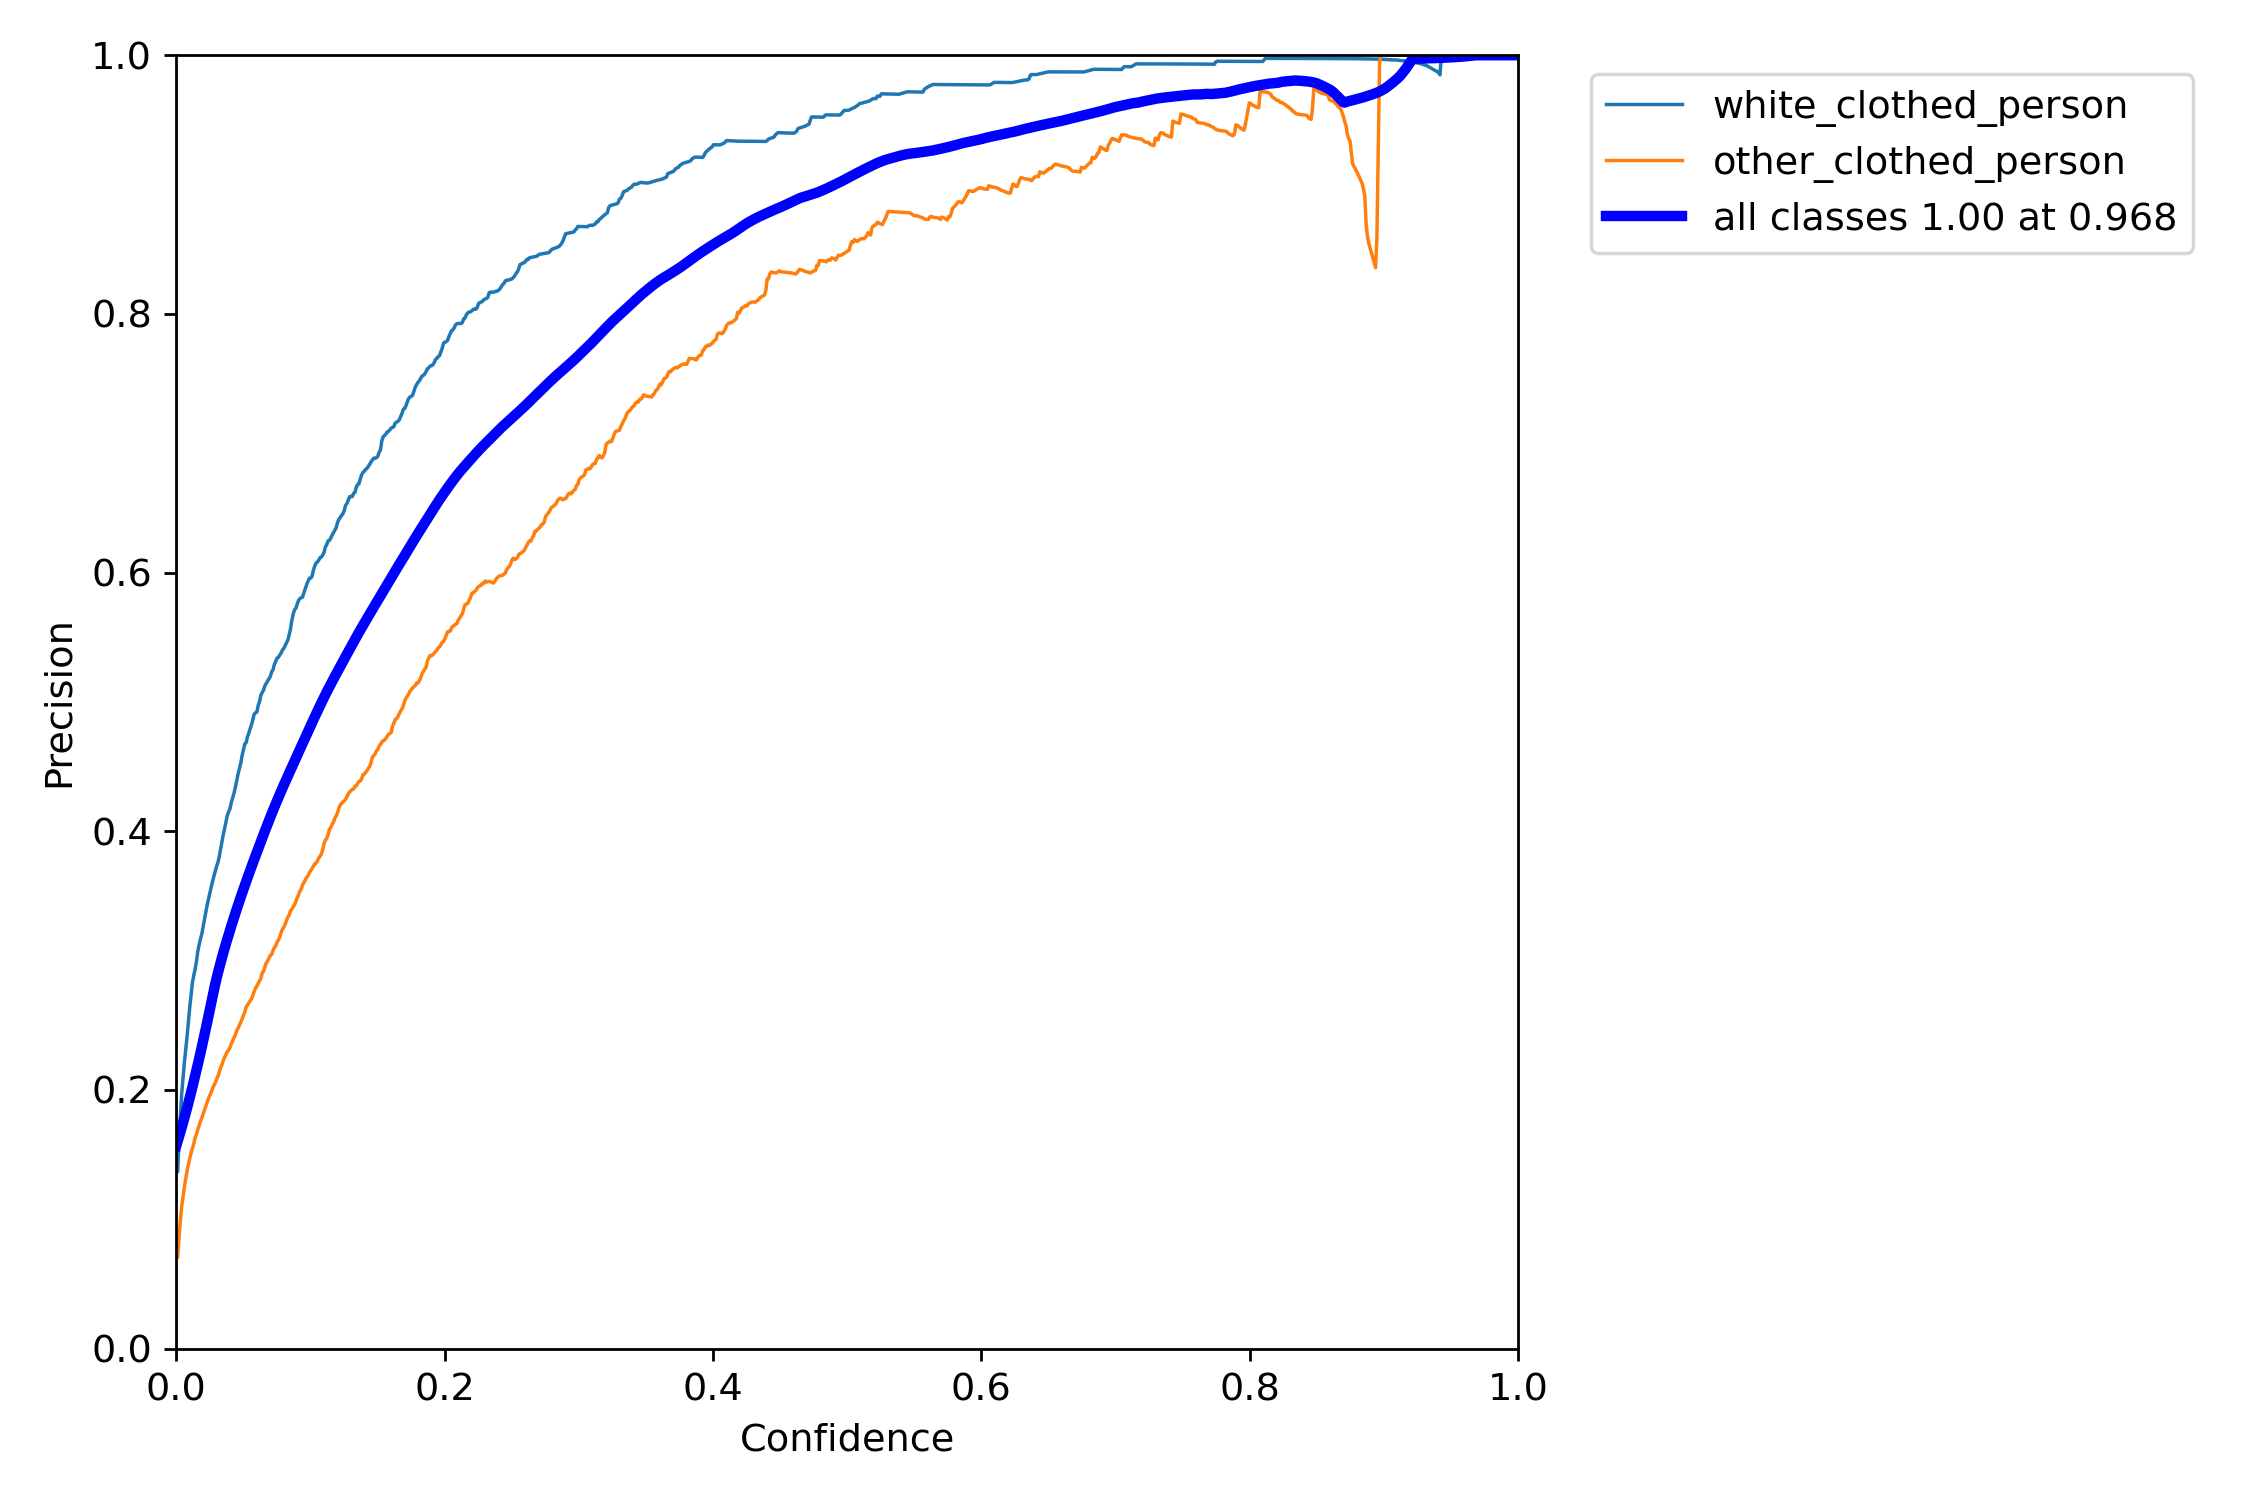 1.0
0.8
0.6
0.4
0.2
0.0
Precision
0.0 0.2 0.4 0.6 0.8 1.0
Confidence
white_clothed_person
other_clothed_person
all classes 1.00 at 0.968